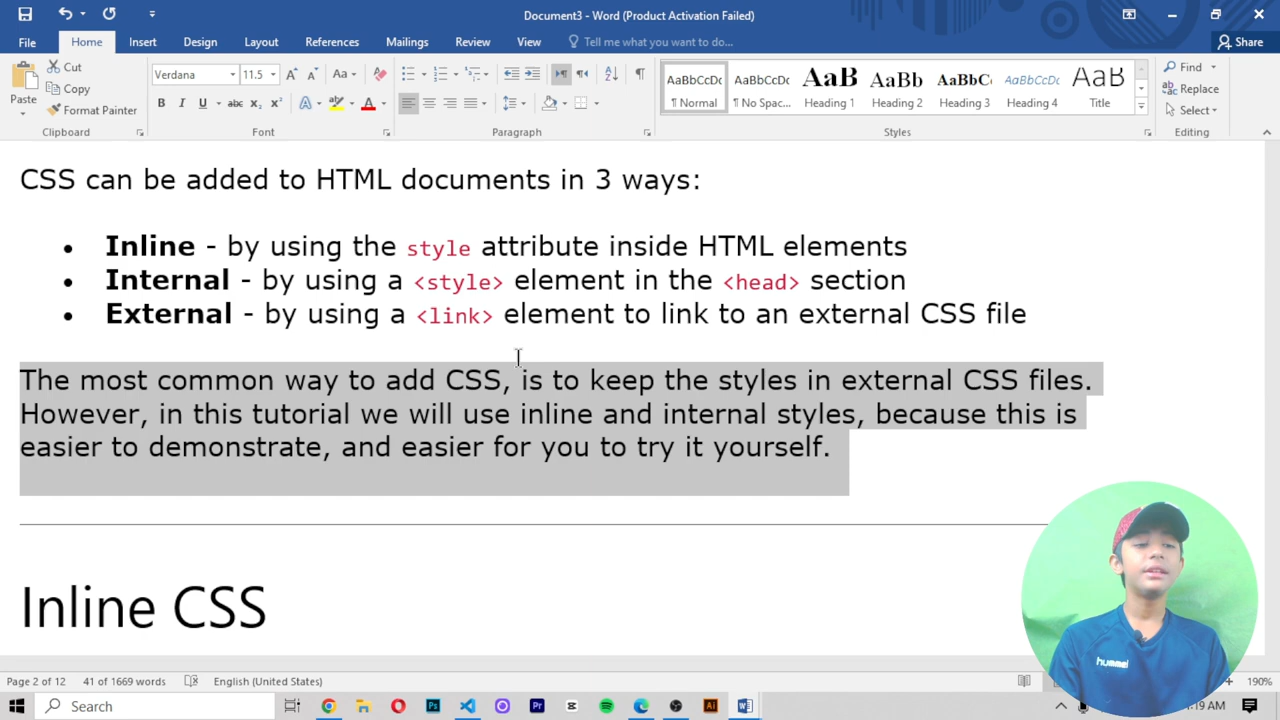 Document3 - Word (Product Activation Failed)
File Home Insert Design Layout References Mailings Review View Tell me what you want to do... Share
Paste
Cut
Copy
Format Painter
Clipboard
Verdana 11.5
Font
Paragraph
AaBbCcDc AaBbCcDc AaB AaBb AaBbC AaBbCcDc AaB
¶ Normal ¶ No Spac... Heading 1 Heading 2 Heading 3 Heading 4 Title
Styles
Find
Replace
Select
Editing
CSS can be added to HTML documents in 3 ways:
• Inline - by using the style attribute inside HTML elements
• Internal - by using a <style> element in the <head> section
• External - by using a <link> element to link to an external CSS file
The most common way to add CSS, is to keep the styles in external CSS files.
However, in this tutorial we will use inline and internal styles, because this is
easier to demonstrate, and easier for you to try it yourself.
Inline CSS
hummel
Page 2 of 12 41 of 1669 words English (United States) 190%
Search
:19 AM